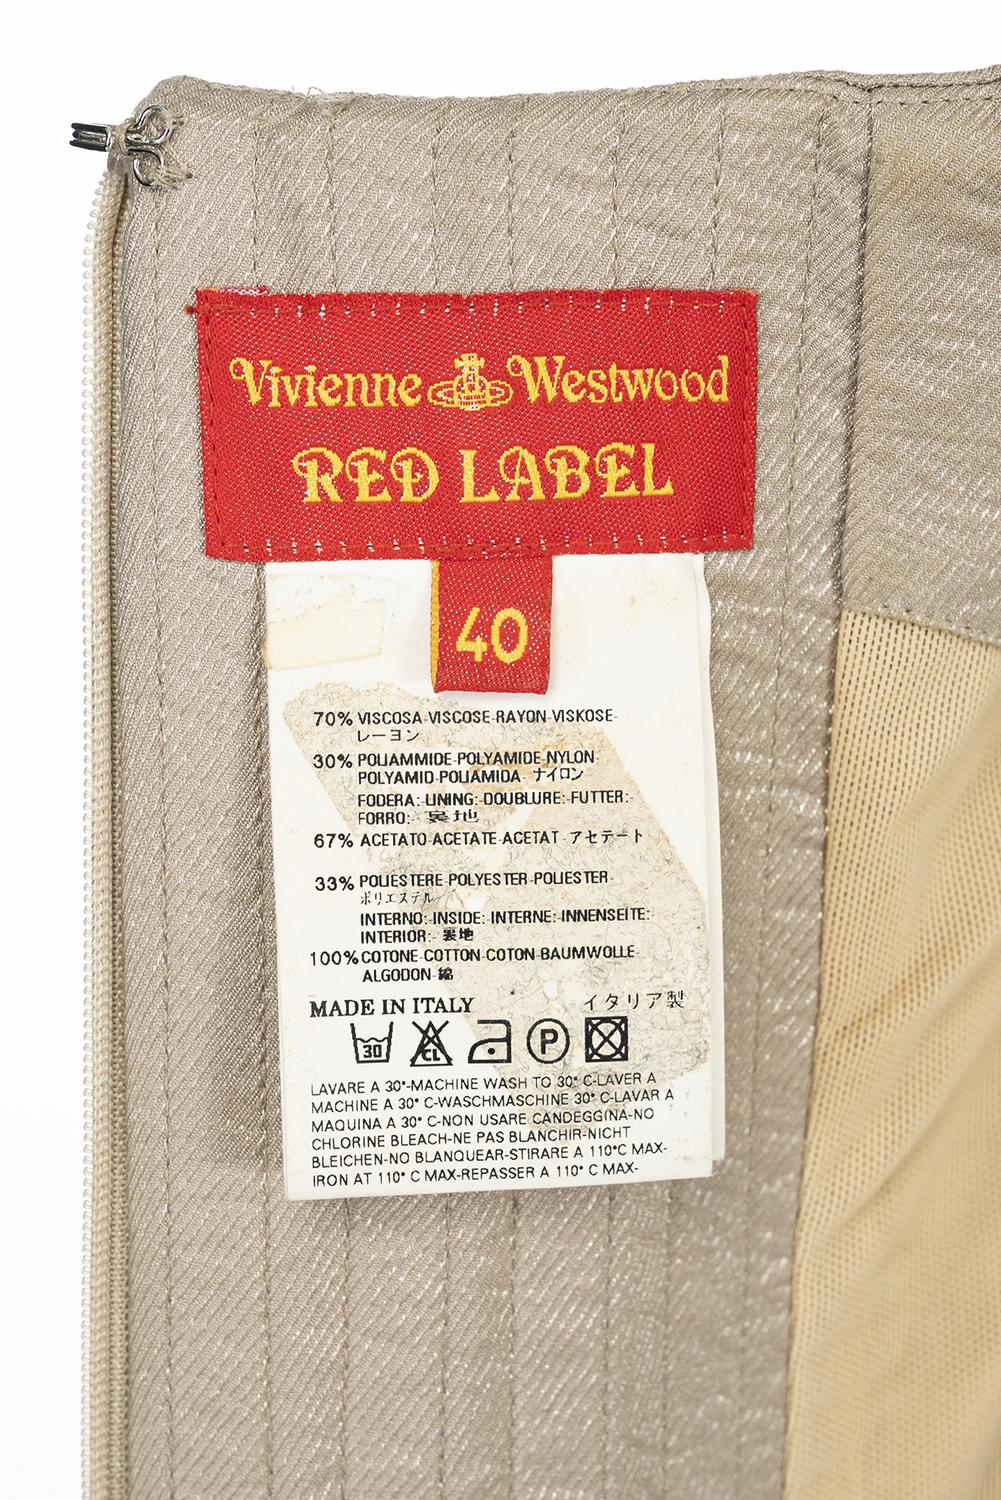 Vivienne Westwood
RED LABEL
40
70% VISCOSA-VISCOSE-RAYON-VISKOSE-
レーヨン
30% POLIAMMIDE-POLYAMIDE-NYLON-
POLYAMID-POLIAMIDA- ナイロン
FODERA:-LINING:-DOUBLURE:-FUTTER:-
FORRO:- 裏地
67% ACETATO-ACETATE-ACETAT-アセテート
33% POLIESTERE-POLYESTER-POLIESTER-
ポリエステル
INTERNO:-INSIDE:-INTERNE:-INNENSEITE:
INTERIOR:- 裏地
100% COTONE-COTTON-COTON-BAUMWOLLE-
ALGODON-綿
MADE IN ITALY イタリア製
30 CL P
LAVARE A 30°-MACHINE WASH TO 30° C-LAVER A
MACHINE A 30° C-WASCHMASCHINE 30° C-LAVAR A
MAQUINA A 30° C-NON USARE CANDEGGINA-NO
CHLORINE BLEACH-NE PAS BLANCHIR-NICHT
BLEICHEN-NO BLANQUEAR-STIRARE A 110°C MAX-
IRON AT 110° C MAX-REPASSER A 110° C MAX-